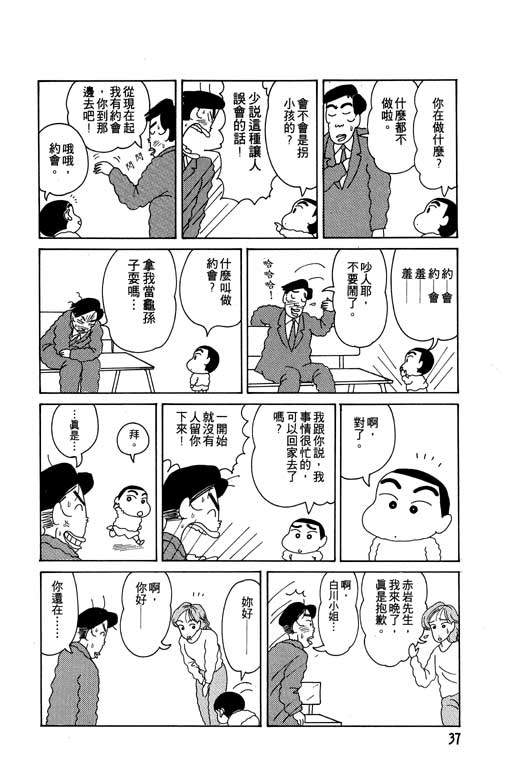 你在做什麼？
什麼都不
做啦。
會不會是拐
小孩的？
少説這種讓人
誤會的話！
從現在起
我有約會
，你到那
邊去吧！
閃閃
哦哦，
約會。
約會——
約會——
羞——
羞——
吵人耶，
不要鬧了。
哈哈哈！
什麼叫做
約會？
拿我當龜孫
子耍嗎…
啊，
對了。
我跟你説，我
事情很忙的，
可以回家去了
嗎？
一開始
就沒有
人留你
下來！
拜。
…真是…
赤岩先生，
我來晚了，
真是抱歉。
啊，
白川小姐…
妳好——
啊，
你好——
你還在……
37